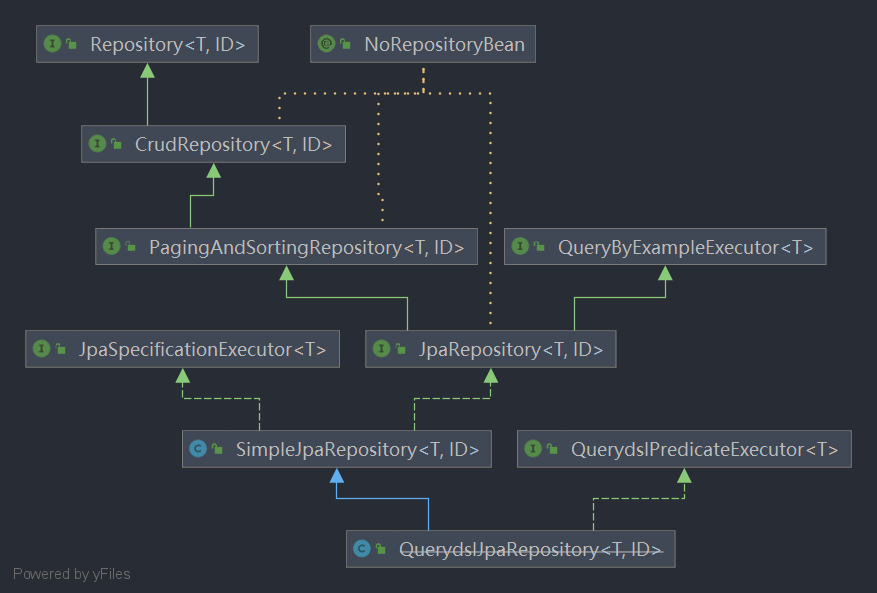 Repository<T, ID>
NoRepositoryBean
CrudRepository<T, ID>
PagingAndSortingRepository<T, ID>
QueryByExampleExecutor<T>
JpaSpecificationExecutor<T>
JpaRepository<T, ID>
SimpleJpaRepository<T, ID>
QuerydslPredicateExecutor<T>
QuerydslJpaRepository<T, ID>
Powered by yFiles